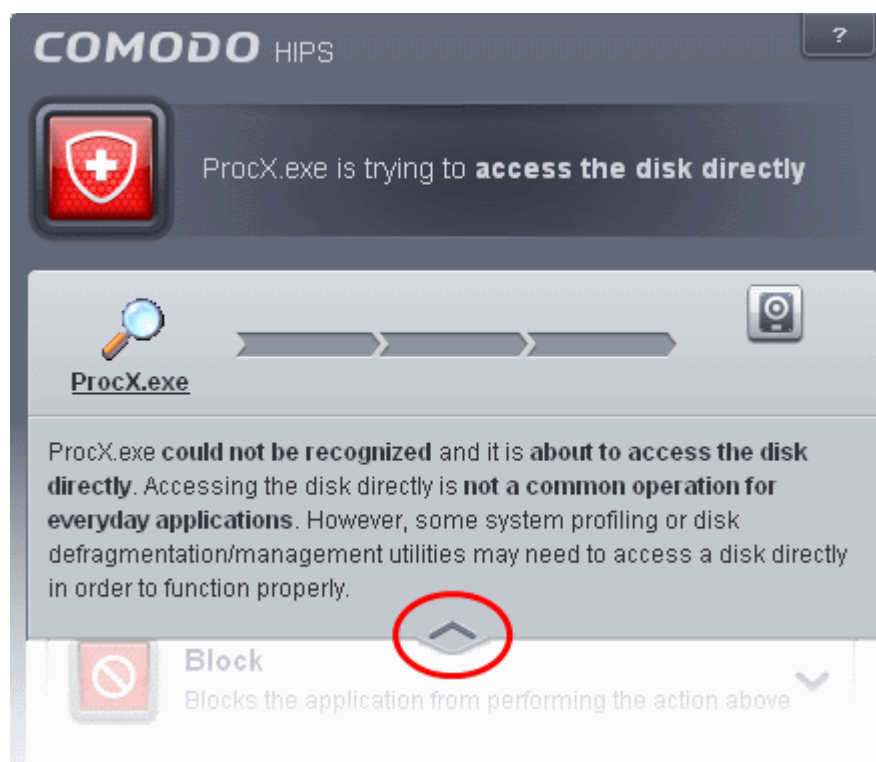 COMODO HIPS
?
ProcX.exe is trying to access the disk directly
ProcX.exe
ProcX.exe could not be recognized and it is about to access the disk
directly. Accessing the disk directly is not a common operation for
everyday applications. However, some system profiling or disk
defragmentation/management utilities may need to access a disk directly
in order to function properly.
Block
Blocks the application from performing the action above